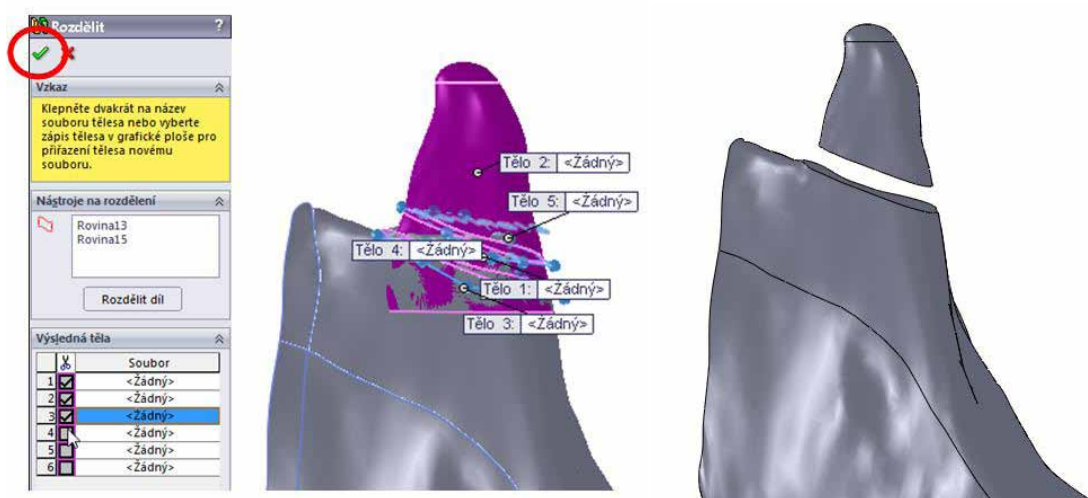 Rozdělit ?
Vzkaz
Klepněte dvakrát na název
souboru tělesa nebo vyberte
zápis tělesa v grafické ploše pro
přiřazení tělesa novému
souboru.
Nástroje na rozdělení
Rovina13
Rovina15
Rozdělit díl
Výsledná těla
Soubor
1 <Žádný>
2 <Žádný>
3 <Žádný>
4 <Žádný>
5 <Žádný>
6 <Žádný>
Tělo 2: <Žádný>
Tělo 5: <Žádný>
Tělo 4: <Žádný>
Tělo 1: <Žádný>
Tělo 3: <Žádný>